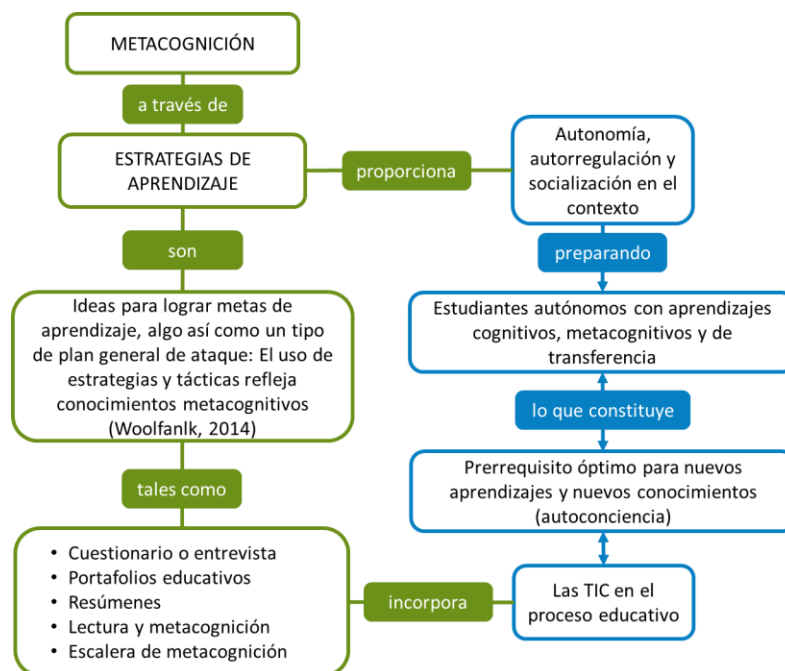 METACOGNICIÓN
a través de
ESTRATEGIAS DE
APRENDIZAJE
proporciona
Autonomía,
autorregulación y
socialización en el
contexto
son
preparando
Ideas para lograr metas de
aprendizaje, algo así como un tipo
de plan general de ataque: El uso de
estrategias y tácticas refleja
conocimientos metacognitivos
(Woolfanlk, 2014)
Estudiantes autónomos con aprendizajes
cognitivos, metacognitivos y de
transferencia
lo que constituye
tales como
Prerrequisito óptimo para nuevos
aprendizajes y nuevos conocimientos
(autoconciencia)
• Cuestionario o entrevista
• Portafolios educativos
• Resúmenes
• Lectura y metacognición
• Escalera de metacognición
incorpora
Las TIC en el
proceso educativo